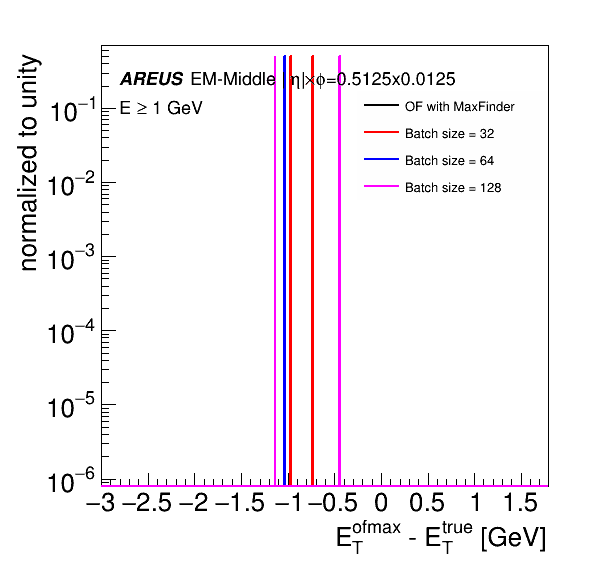 normalized to unity
AREUS EM-Middle |η|×φ=0.5125x0.0125
E ≥ 1 GeV
OF with MaxFinder
Batch size = 32
Batch size = 64
Batch size = 128
10⁻¹
10⁻²
10⁻³
10⁻⁴
10⁻⁵
10⁻⁶
−3 −2.5 −2 −1.5 −1 −0.5 0 0.5 1 1.5
E_T^ofmax - E_T^true [GeV]